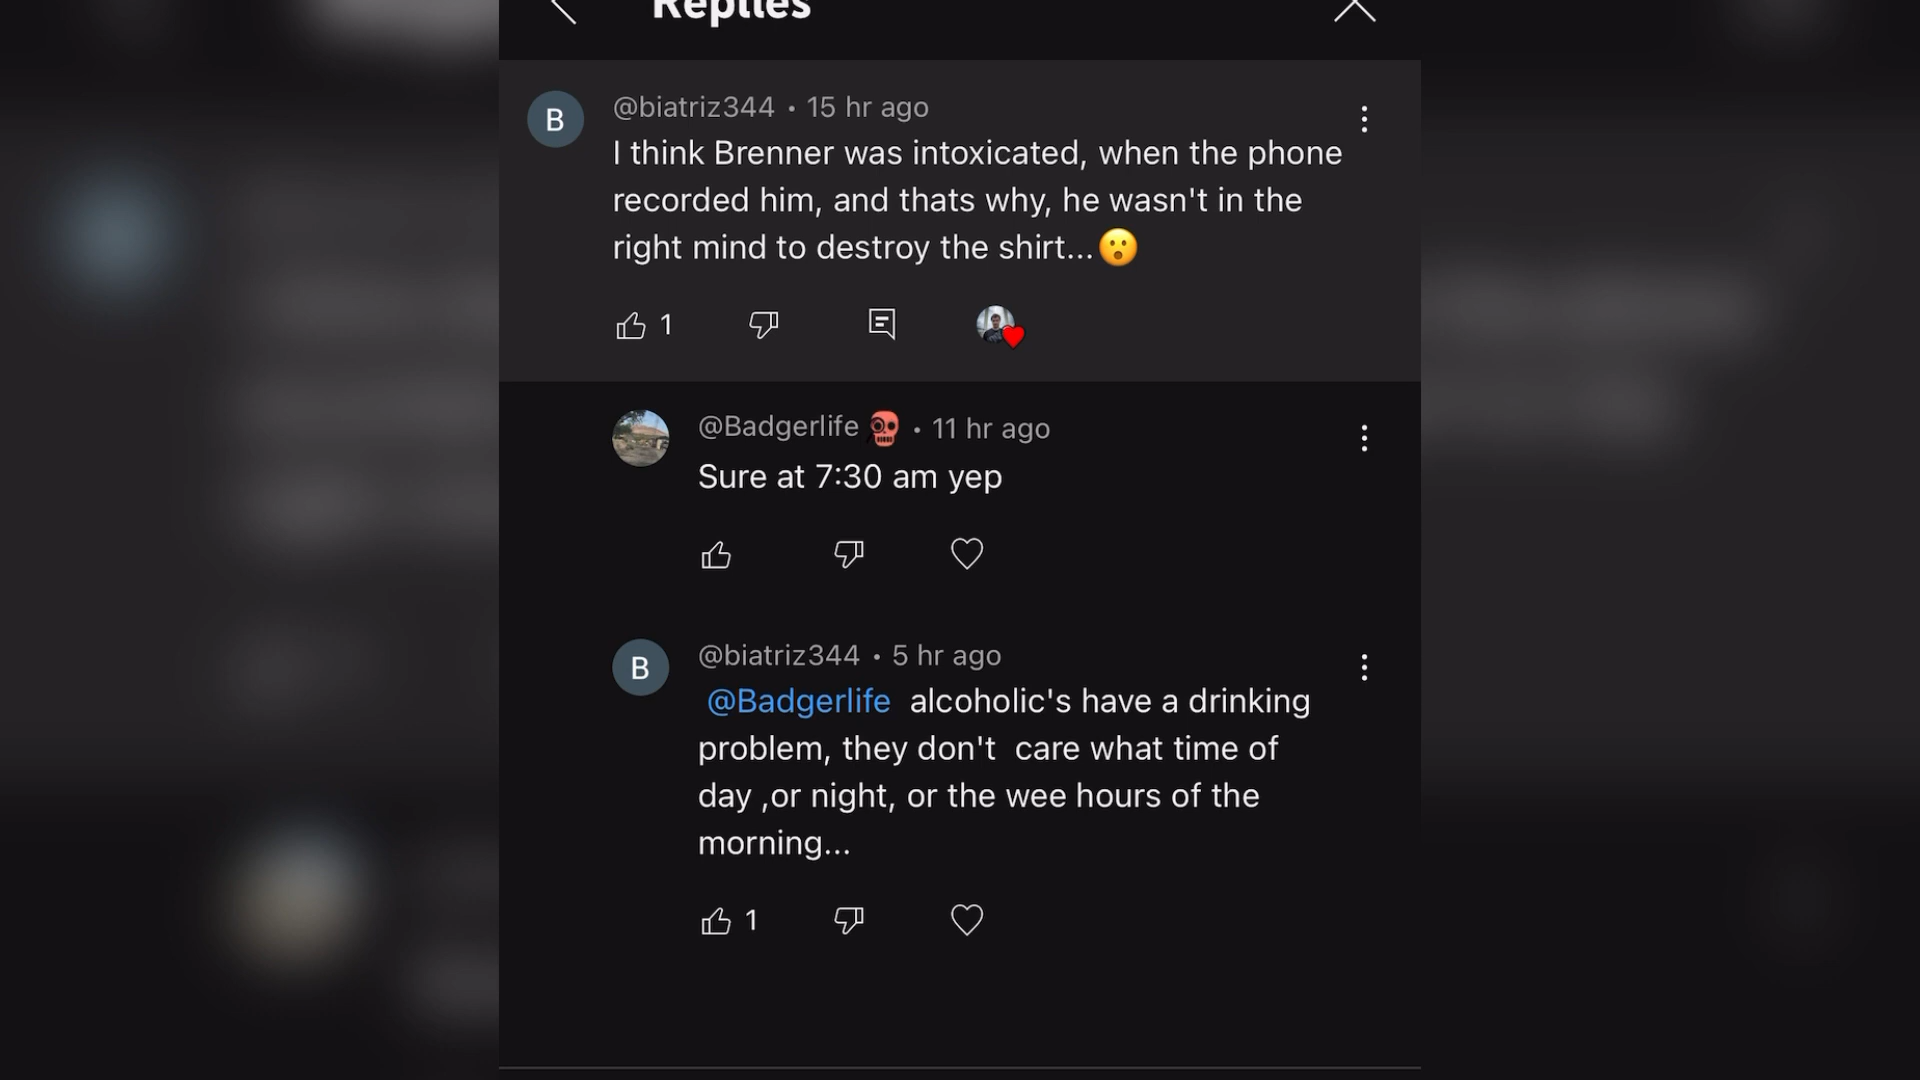 Replies
B
@biatriz344 • 15 hr ago
I think Brenner was intoxicated, when the phone
recorded him, and thats why, he wasn't in the
right mind to destroy the shirt...😮
1
@Badgerlife • 11 hr ago
Sure at 7:30 am yep
B
@biatriz344 • 5 hr ago
@Badgerlife alcoholic's have a drinking
problem, they don't  care what time of
day ,or night, or the wee hours of the
morning...
1